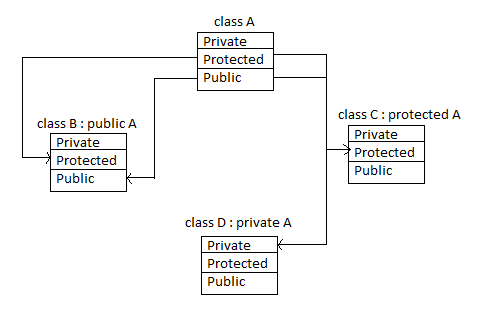 class A
Private
Protected
Public
class B : public A
Private
Protected
Public
class C : protected A
Private
Protected
Public
class D : private A
Private
Protected
Public